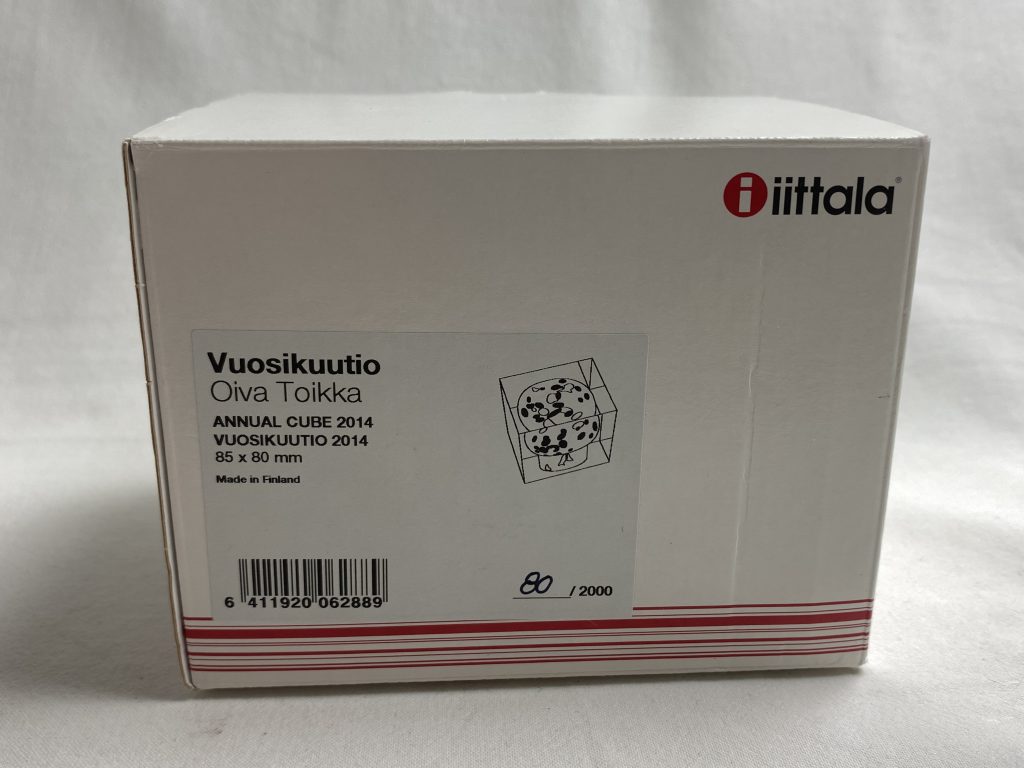 i iittala®
Vuosikuutio
Oiva Toikka
ANNUAL CUBE 2014
VUOSIKUUTIO 2014
85 x 80 mm
Made in Finland
80 / 2000
6 411920 062889